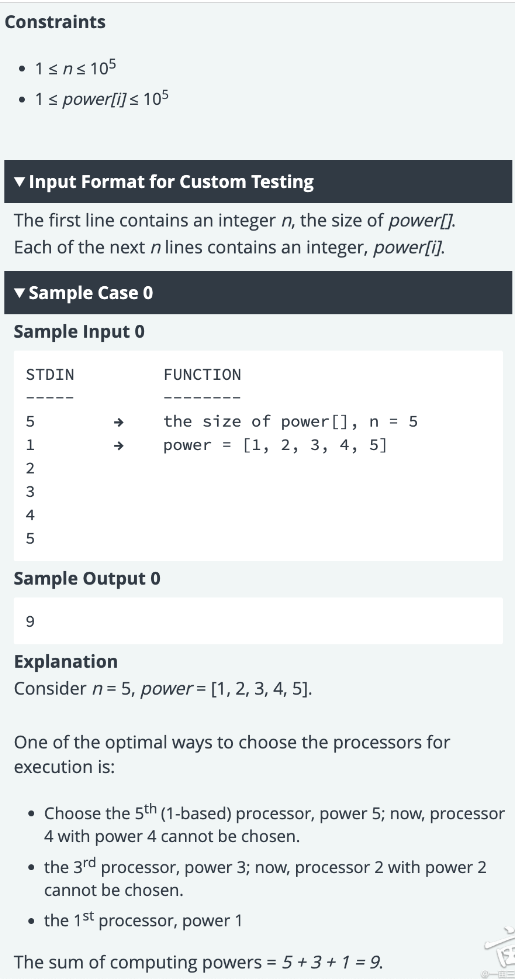 Constraints
• 1 ≤ n ≤ 10⁵
• 1 ≤ power[i] ≤ 10⁵
▼ Input Format for Custom Testing
The first line contains an integer n, the size of power[].
Each of the next n lines contains an integer, power[i].
▼ Sample Case 0
Sample Input 0
STDIN FUNCTION
----- --------
5 → the size of power[], n = 5
1 → power = [1, 2, 3, 4, 5]
2
3
4
5
Sample Output 0
9
Explanation
Consider n = 5, power = [1, 2, 3, 4, 5].
One of the optimal ways to choose the processors for
execution is:
• Choose the 5th (1-based) processor, power 5; now, processor
4 with power 4 cannot be chosen.
• the 3rd processor, power 3; now, processor 2 with power 2
cannot be chosen.
• the 1st processor, power 1
The sum of computing powers = 5 + 3 + 1 = 9.